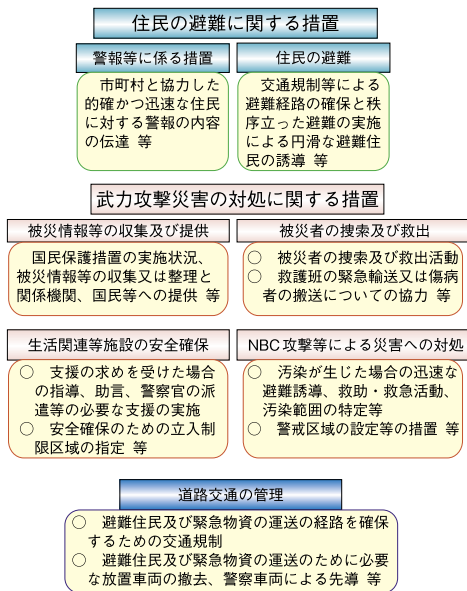 住民の避難に関する措置
警報等に係る措置
市町村と協力した
的確かつ迅速な住民
に対する警報の内容
の伝達 等
住民の避難
交通規制等による
避難経路の確保と秩
序立った避難の実施
による円滑な避難住
民の誘導 等
武力攻撃災害の対処に関する措置
被災情報等の収集及び提供
国民保護措置の実施状況、
被災情報等の収集又は整理と
関係機関、国民等への提供 等
被災者の捜索及び救出
○ 被災者の捜索及び救出活動
○ 救護班の緊急輸送又は傷病
者の搬送についての協力 等
生活関連等施設の安全確保
○ 支援の求めを受けた場合
の指導、助言、警察官の派
遣等の必要な支援の実施
○ 安全確保のための立入制
限区域の指定 等
NBC攻撃等による災害への対処
○ 汚染が生じた場合の迅速な
避難誘導、救助・救急活動、
汚染範囲の特定等
○ 警戒区域の設定等の措置 等
道路交通の管理
○ 避難住民及び緊急物資の運送の経路を確保
するための交通規制
○ 避難住民及び緊急物資の運送のために必要
な放置車両の撤去、警察車両による先導 等